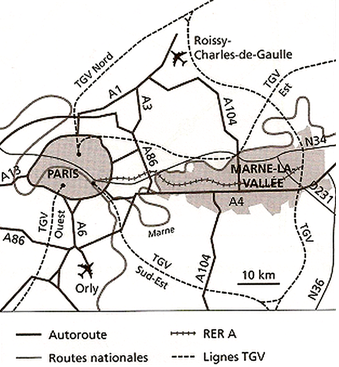 Roissy-
Charles-de-Gaulle
TGV Nord
TGV
Est
A1
A3
A104
A86
N34
A13
PARIS
MARNE-LA-
VALLÉE
D231
A4
TGV
Ouest
A6
Marne
TGV
A86
TGV
Sud-Est
A104
10 km
N36
Orly
Autoroute
RER A
Routes nationales
Lignes TGV